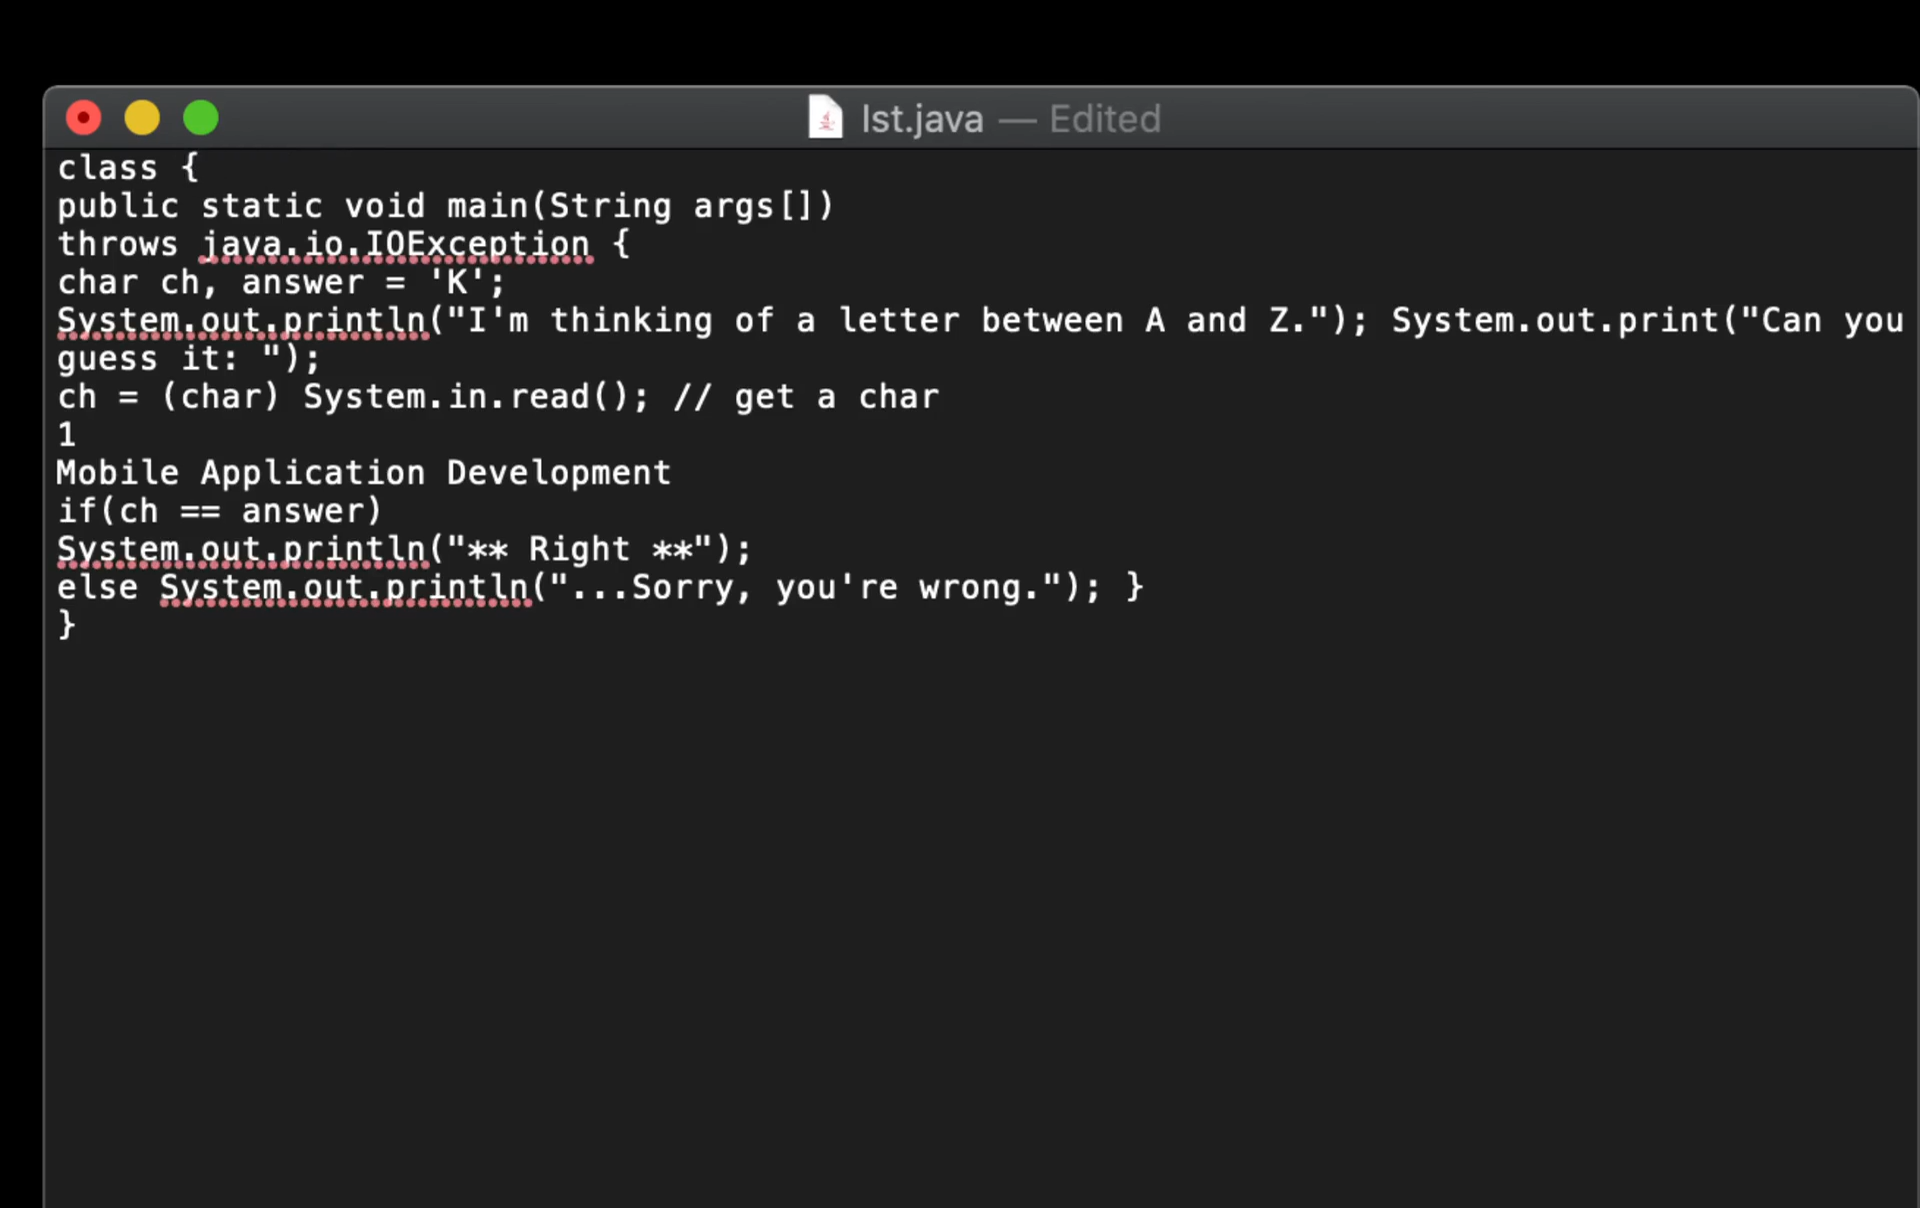 lst.java — Edited
class {
public static void main(String args[])
throws java.io.IOException {
char ch, answer = 'K';
System.out.println("I'm thinking of a letter between A and Z."); System.out.print("Can you
guess it: ");
ch = (char) System.in.read(); // get a char
1
Mobile Application Development
if(ch == answer)
System.out.println("** Right **");
else System.out.println("...Sorry, you're wrong."); }
}